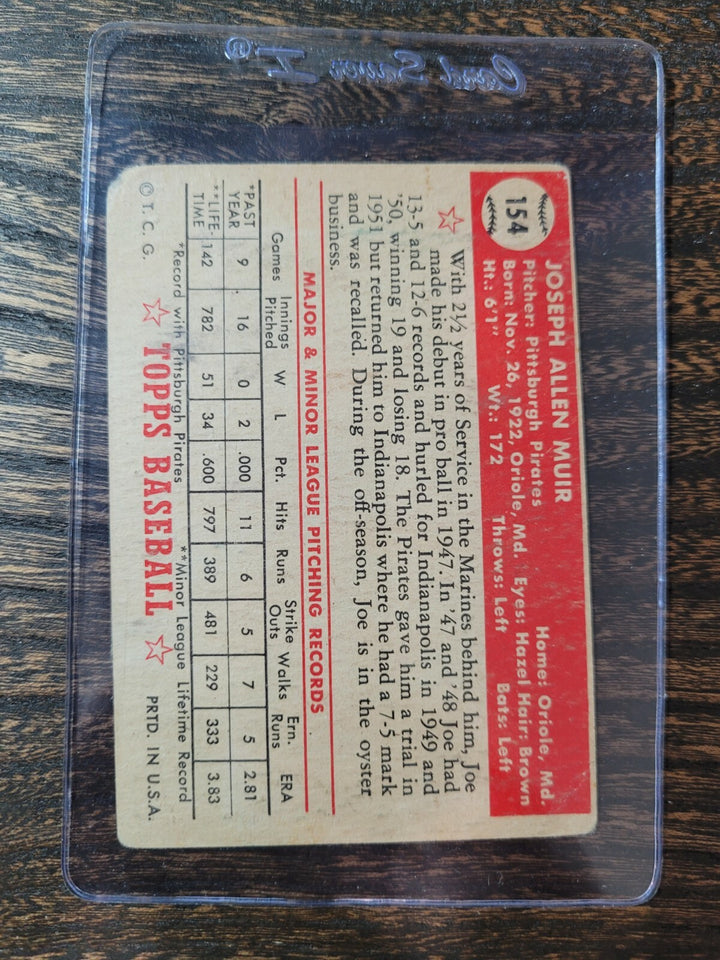 154
JOSEPH ALLEN MUIR
Home: Oriole, Md.
Pitcher: Pittsburgh Pirates
Born: Nov. 26, 1922, Oriole, Md. Eyes: Hazel Hair: Brown
Ht.: 6'1" Wt.: 172 Throws: Left Bats: Left
With 2½ years of Service in the Marines behind him, Joe
made his debut in pro ball in 1947. In '47 and '48 Joe had
13-5 and 12-6 records and hurled for Indianapolis in 1949 and
'50, winning 19 and losing 18. The Pirates gave him a trial in
1951 but returned him to Indianapolis where he had a 7-5 mark
and was recalled. During the off-season, Joe is in the oyster
business.
MAJOR & MINOR LEAGUE PITCHING RECORDS
Games Innings Pitched W L Pct. Hits Runs Strike Outs Walks Ern. Runs ERA
*PAST YEAR 9 16 0 2 .000 11 6 5 7 5 2.81
**LIFE-TIME 142 782 51 34 .600 797 389 481 229 333 3.83
*Record with Pittsburgh Pirates **Minor League Lifetime Record
© T. C. G. TOPPS BASEBALL PRTD. IN U.S.A.